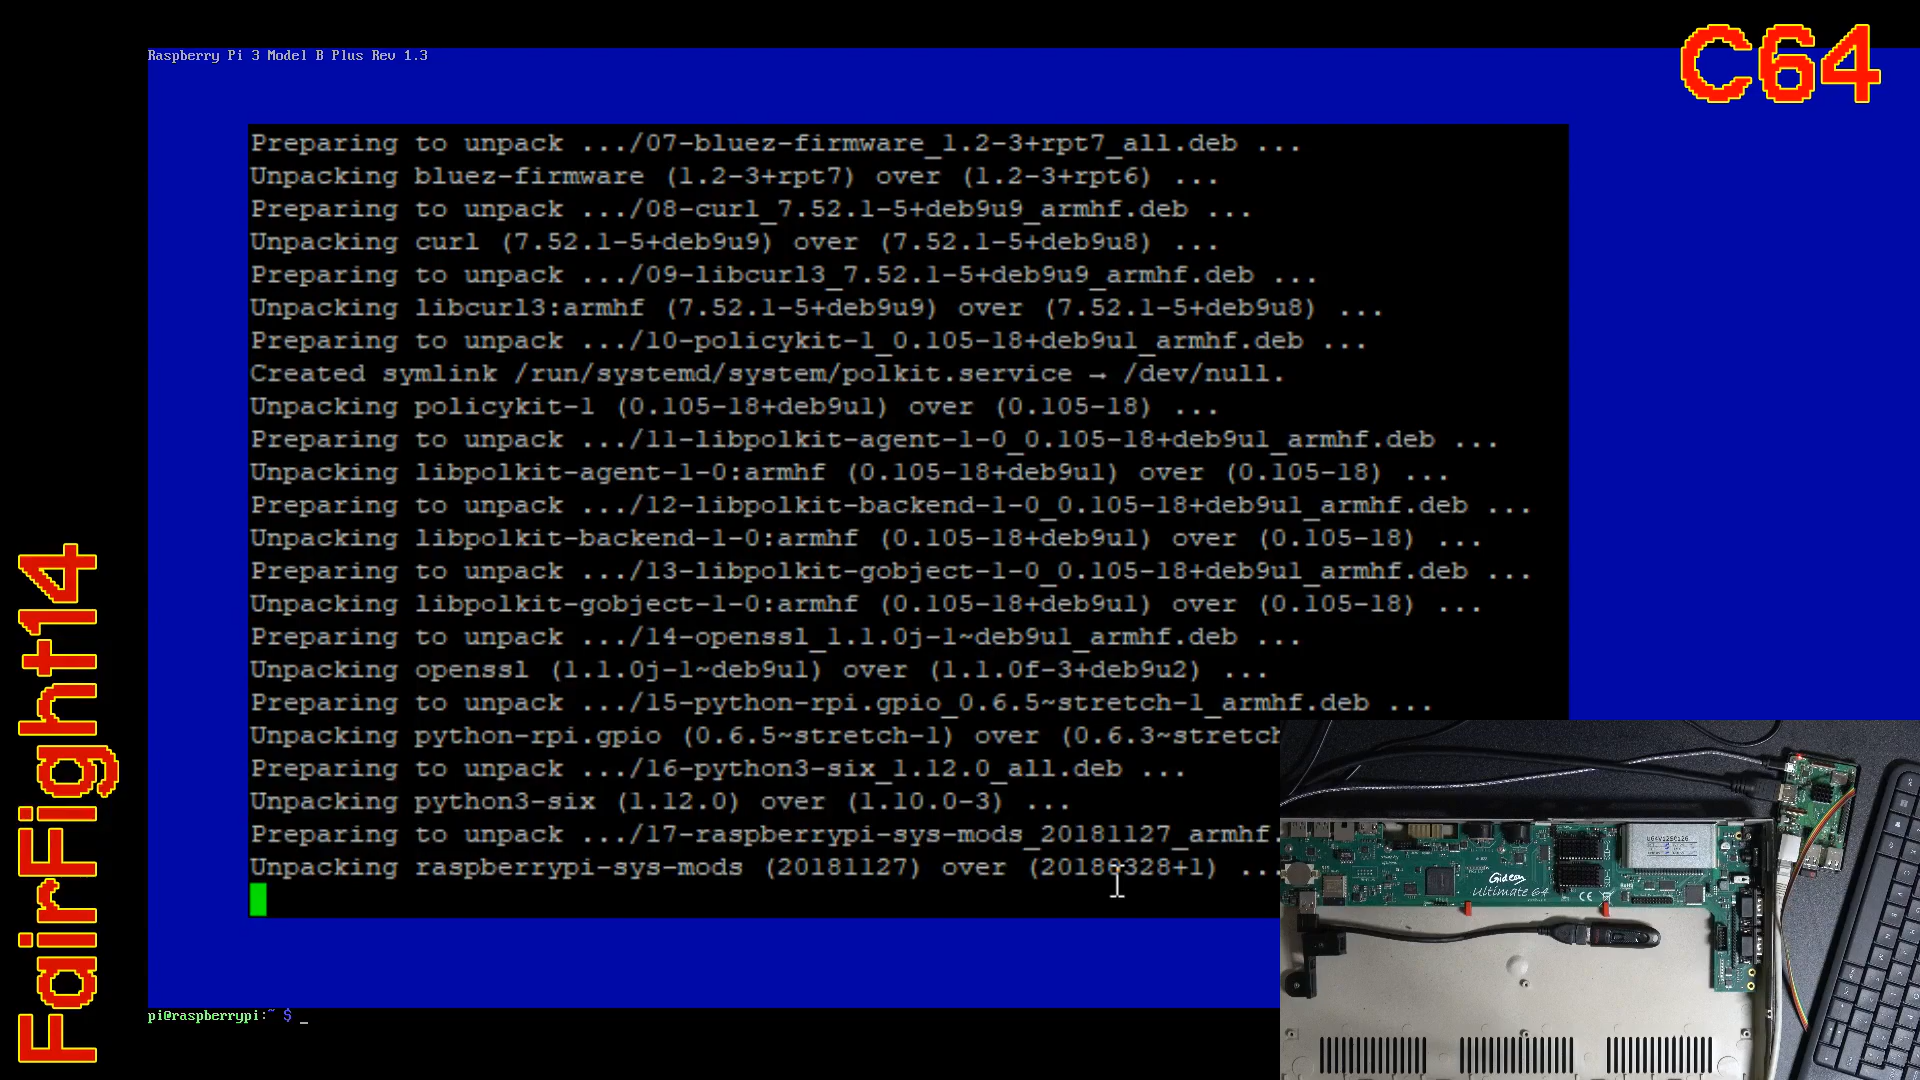 Raspberry Pi 3 Model B Plus Rev 1.3
C64
Preparing to unpack .../07-bluez-firmware_1.2-3+rpt7_all.deb ...
Unpacking bluez-firmware (1.2-3+rpt7) over (1.2-3+rpt6) ...
Preparing to unpack .../08-curl_7.52.1-5+deb9u9_armhf.deb ...
Unpacking curl (7.52.1-5+deb9u9) over (7.52.1-5+deb9u8) ...
Preparing to unpack .../09-libcurl3_7.52.1-5+deb9u9_armhf.deb ...
Unpacking libcurl3:armhf (7.52.1-5+deb9u9) over (7.52.1-5+deb9u8) ...
Preparing to unpack .../10-policykit-1_0.105-18+deb9u1_armhf.deb ...
Created symlink /run/systemd/system/polkit.service → /dev/null.
Unpacking policykit-1 (0.105-18+deb9u1) over (0.105-18) ...
Preparing to unpack .../11-libpolkit-agent-1-0_0.105-18+deb9u1_armhf.deb ...
Unpacking libpolkit-agent-1-0:armhf (0.105-18+deb9u1) over (0.105-18) ...
Preparing to unpack .../12-libpolkit-backend-1-0_0.105-18+deb9u1_armhf.deb ...
Unpacking libpolkit-backend-1-0:armhf (0.105-18+deb9u1) over (0.105-18) ...
Preparing to unpack .../13-libpolkit-gobject-1-0_0.105-18+deb9u1_armhf.deb ...
Unpacking libpolkit-gobject-1-0:armhf (0.105-18+deb9u1) over (0.105-18) ...
Preparing to unpack .../14-openssl_1.1.0j-1~deb9u1_armhf.deb ...
Unpacking openssl (1.1.0j-1~deb9u1) over (1.1.0f-3+deb9u2) ...
Preparing to unpack .../15-python-rpi.gpio_0.6.5~stretch-1_armhf.deb ...
Unpacking python-rpi.gpio (0.6.5~stretch-1) over (0.6.3~stretch
Preparing to unpack .../16-python3-six_1.12.0_all.deb ...
Unpacking python3-six (1.12.0) over (1.10.0-3) ...
Preparing to unpack .../17-raspberrypi-sys-mods_20181127_armhf.
Unpacking raspberrypi-sys-mods (20181127) over (20180328+1) ...
pi@raspberrypi:~ $ _
FairFight14
Gideon
Ultimate 64
CE